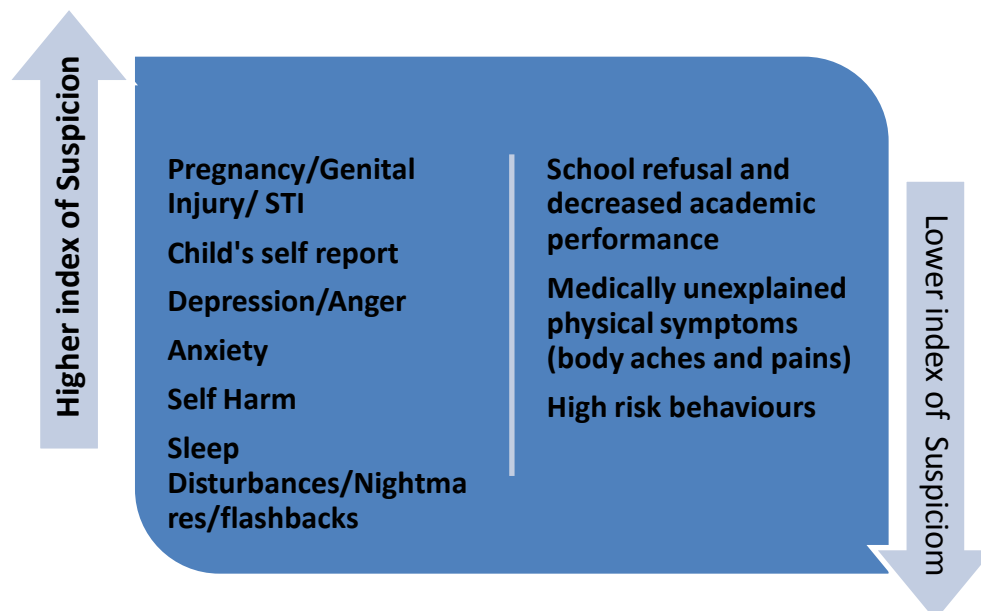 Higher index of Suspicion
Pregnancy/Genital
Injury/ STI
Child's self report
Depression/Anger
Anxiety
Self Harm
Sleep
Disturbances/Nightma
res/flashbacks
School refusal and
decreased academic
performance
Medically unexplained
physical symptoms
(body aches and pains)
High risk behaviours
Lower index of Suspiciom